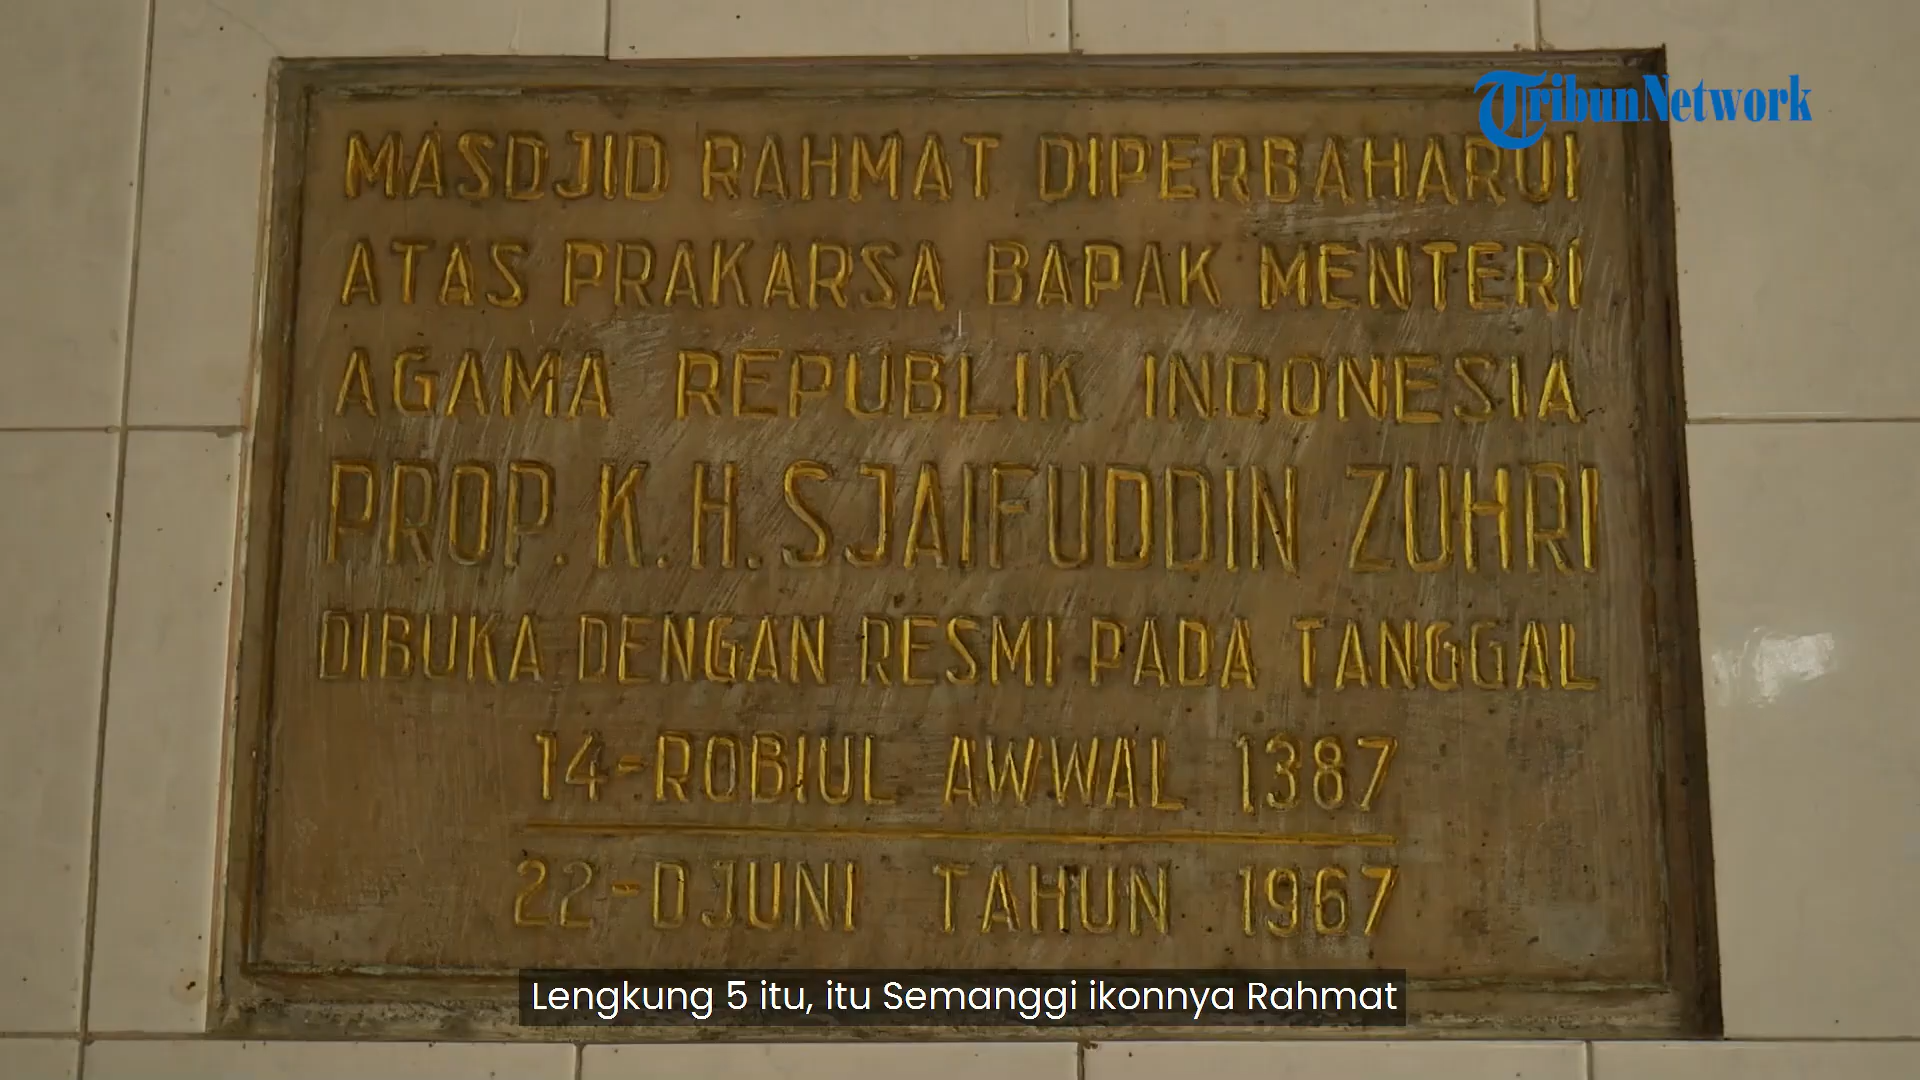 TribunNetwork
MASDJID RAHMAT DIPERBAHARUI
ATAS PRAKARSA BAPAK MENTERI
AGAMA REPUBLIK INDONESIA
PROP. K.H. SJAIFUDDIN ZUHRI
DIBUKA DENGAN RESMI PADA TANGGAL
14-ROBIUL AWWAL 1387
22-DJUNI TAHUN 1967
Lengkung 5 itu, itu Semanggi ikonnya Rahmat